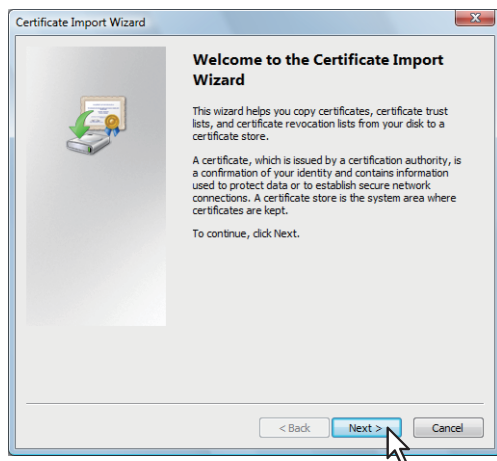 Certificate Import Wizard
Welcome to the Certificate Import
Wizard
This wizard helps you copy certificates, certificate trust
lists, and certificate revocation lists from your disk to a
certificate store.
A certificate, which is issued by a certification authority, is
a confirmation of your identity and contains information
used to protect data or to establish secure network
connections. A certificate store is the system area where
certificates are kept.
To continue, click Next.
< Back Next > Cancel